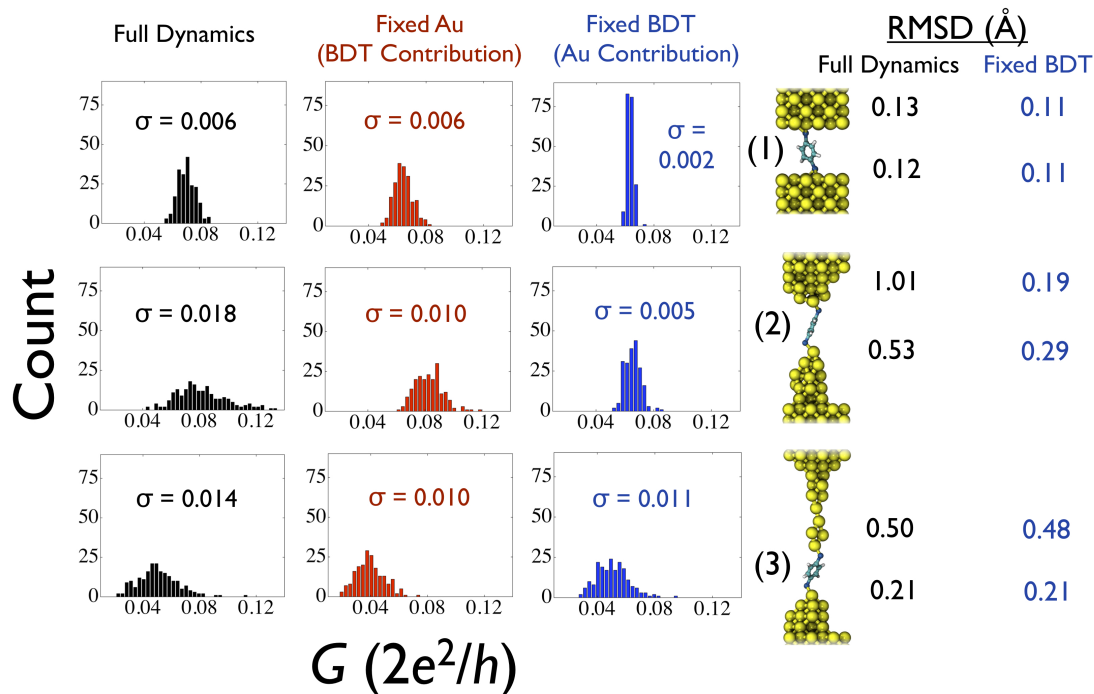 Full Dynamics
Fixed Au
(BDT Contribution)
Fixed BDT
(Au Contribution)
RMSD (Å)
Full Dynamics
Fixed BDT
75
50
25
0
0.04 0.08 0.12
σ = 0.006
75
50
25
0
0.04 0.08 0.12
σ = 0.006
75
50
25
0
0.04 0.08 0.12
σ =
0.002
(1)
0.13
0.11
0.12
0.11
75
50
25
0
0.04 0.08 0.12
σ = 0.018
75
50
25
0
0.04 0.08 0.12
σ = 0.010
75
50
25
0
0.04 0.08 0.12
σ = 0.005
(2)
1.01
0.19
0.53
0.29
75
50
25
0
0.04 0.08 0.12
σ = 0.014
75
50
25
0
0.04 0.08 0.12
σ = 0.010
75
50
25
0
0.04 0.08 0.12
σ = 0.011
(3)
0.50
0.48
0.21
0.21
Count
G (2e²/h)